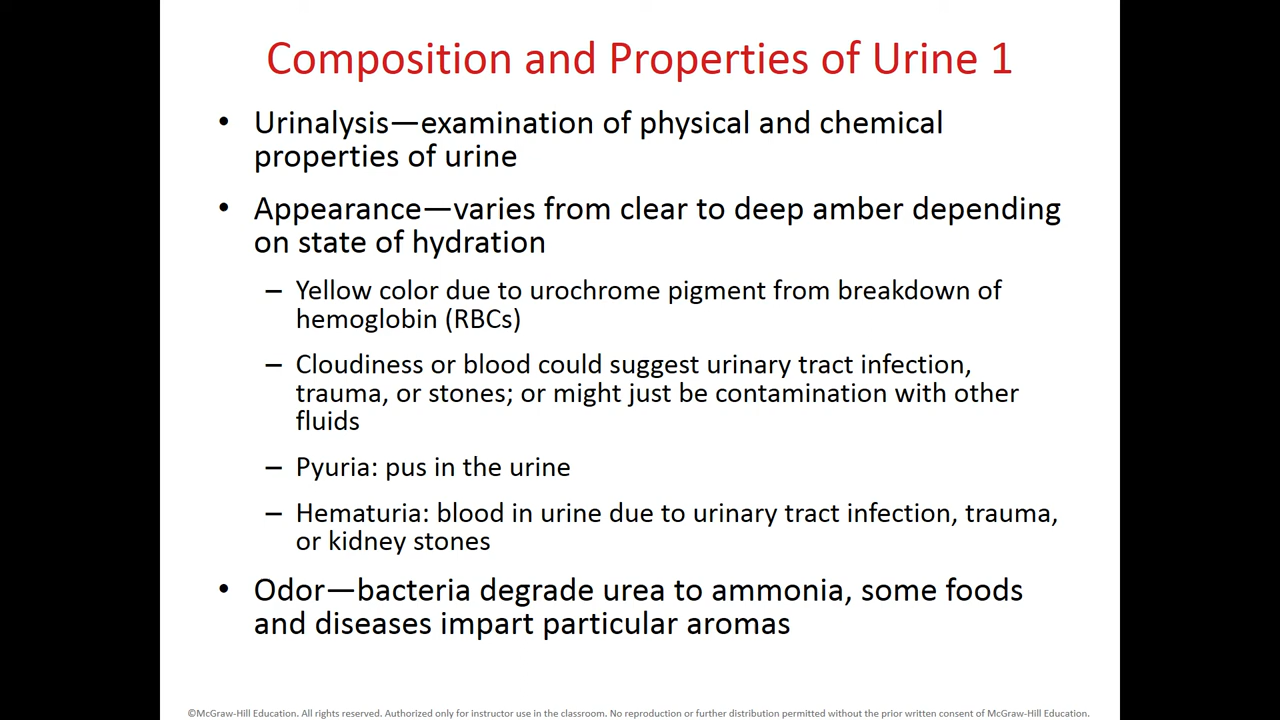 Composition and Properties of Urine 1
• Urinalysis—examination of physical and chemical
properties of urine
• Appearance—varies from clear to deep amber depending
on state of hydration
– Yellow color due to urochrome pigment from breakdown of
hemoglobin (RBCs)
– Cloudiness or blood could suggest urinary tract infection,
trauma, or stones; or might just be contamination with other
fluids
– Pyuria: pus in the urine
– Hematuria: blood in urine due to urinary tract infection, trauma,
or kidney stones
• Odor—bacteria degrade urea to ammonia, some foods
and diseases impart particular aromas
©McGraw-Hill Education. All rights reserved. Authorized only for instructor use in the classroom. No reproduction or further distribution permitted without the prior written consent of McGraw-Hill Education.